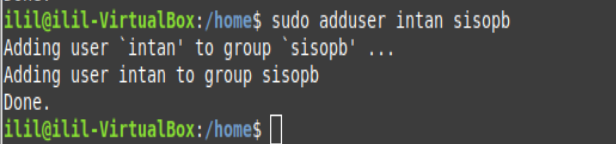 ilil@ilil-VirtualBox:/home$ sudo adduser intan sisopb
Adding user `intan' to group `sisopb' ...
Adding user intan to group sisopb
Done.
ilil@ilil-VirtualBox:/home$